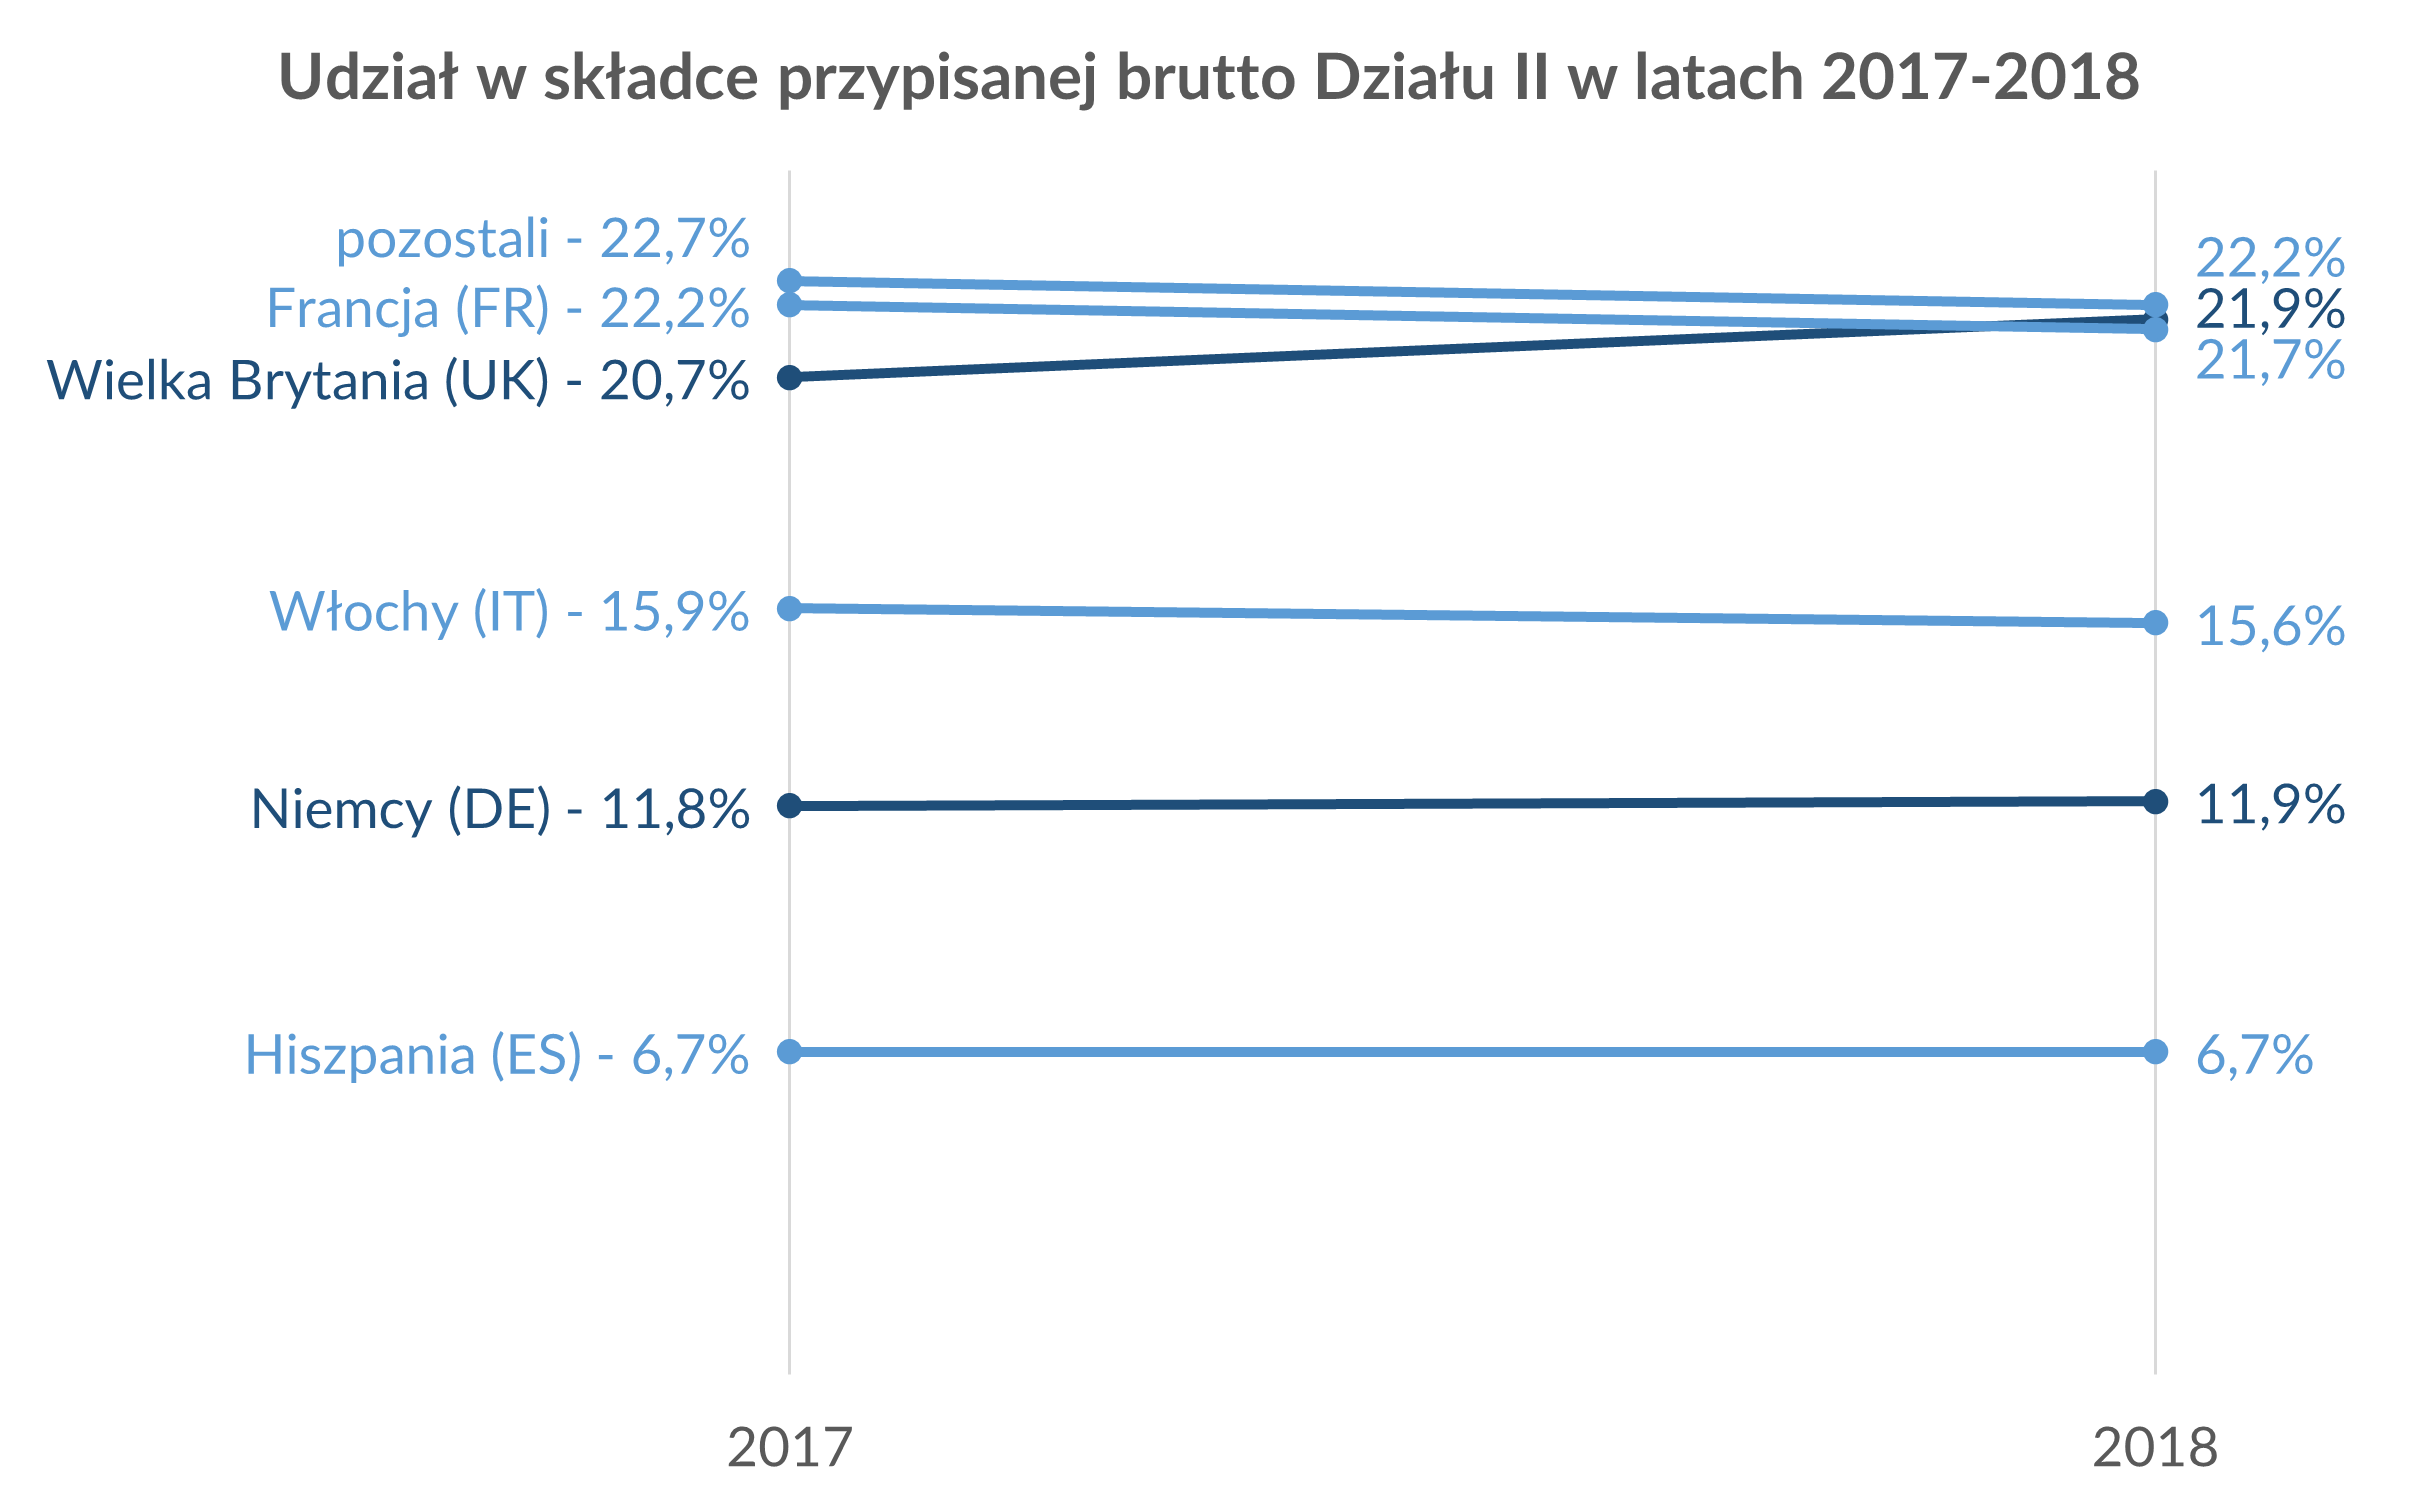 Udział w składce przypisanej brutto Działu II w latach 2017-2018
pozostali - 22,7%
Francja (FR) - 22,2%
Wielka Brytania (UK) - 20,7%
Włochy (IT) - 15,9%
Niemcy (DE) - 11,8%
Hiszpania (ES) - 6,7%
22,2%
21,9%
21,7%
15,6%
11,9%
6,7%
2017
2018